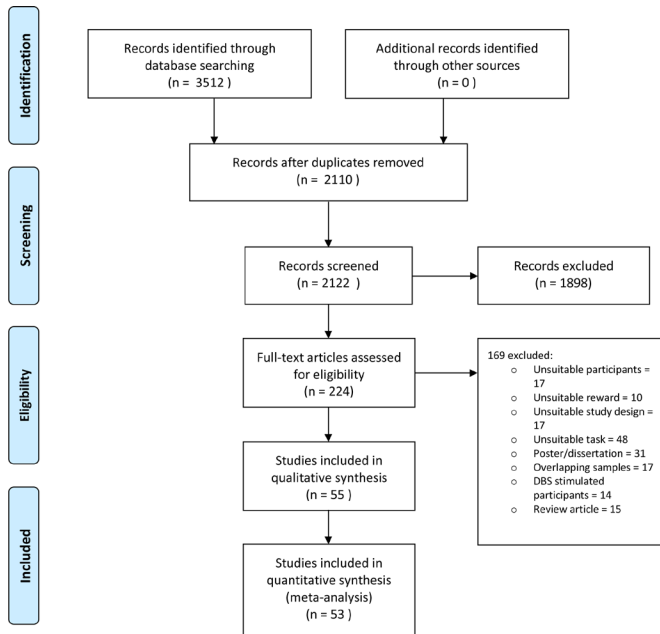 Identification
Records identified through
database searching
(n = 3512 )
Additional records identified
through other sources
(n = 0 )
Records after duplicates removed
(n = 2110 )
Screening
Records screened
(n = 2122 )
Records excluded
(n = 1898)
Eligibility
Full-text articles assessed
for eligibility
(n = 224)
169 excluded:
o Unsuitable participants =
17
o Unsuitable reward = 10
o Unsuitable study design =
17
o Unsuitable task = 48
o Poster/dissertation = 31
o Overlapping samples = 17
o DBS stimulated
participants = 14
o Review article = 15
Studies included in
qualitative synthesis
(n = 55 )
Included
Studies included in
quantitative synthesis
(meta-analysis)
(n = 53 )